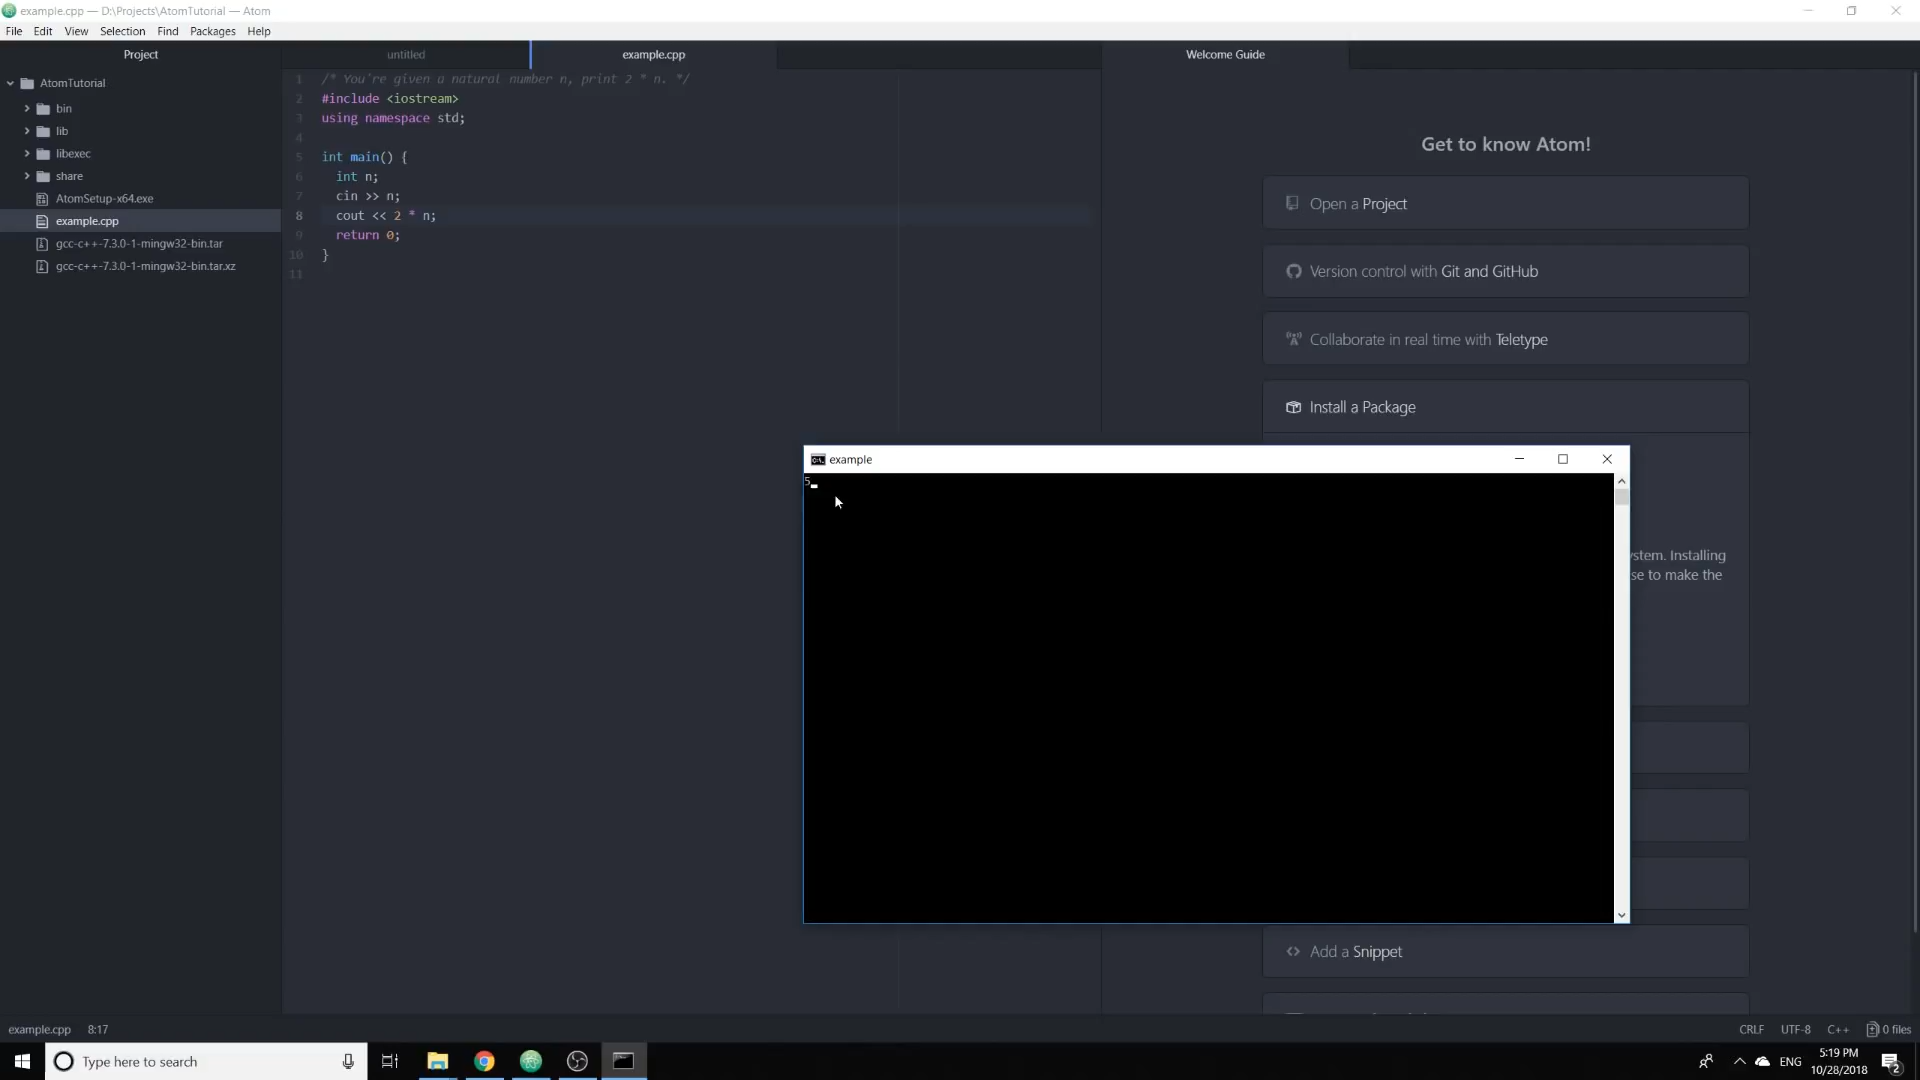 example.cpp — D:\Projects\AtomTutorial — Atom
File Edit View Selection Find Packages Help
Project
untitled
example.cpp
Welcome Guide
AtomTutorial
bin
lib
libexec
share
AtomSetup-x64.exe
example.cpp
gcc-c++-7.3.0-1-mingw32-bin.tar
gcc-c++-7.3.0-1-mingw32-bin.tar.xz
1 /* You're given a natural number n, print 2 * n. */
2 #include <iostream>
3 using namespace std;
4
5 int main() {
6 int n;
7 cin >> n;
8 cout << 2 * n;
9 return 0;
10 }
11
Get to know Atom!
Open a Project
Version control with Git and GitHub
Collaborate in real time with Teletype
Install a Package
example
5
ystem. Installing
se to make the
Add a Snippet
example.cpp 8:17
CRLF UTF-8 C++ 0 files
Type here to search
ENG
5:19 PM
10/28/2018
2